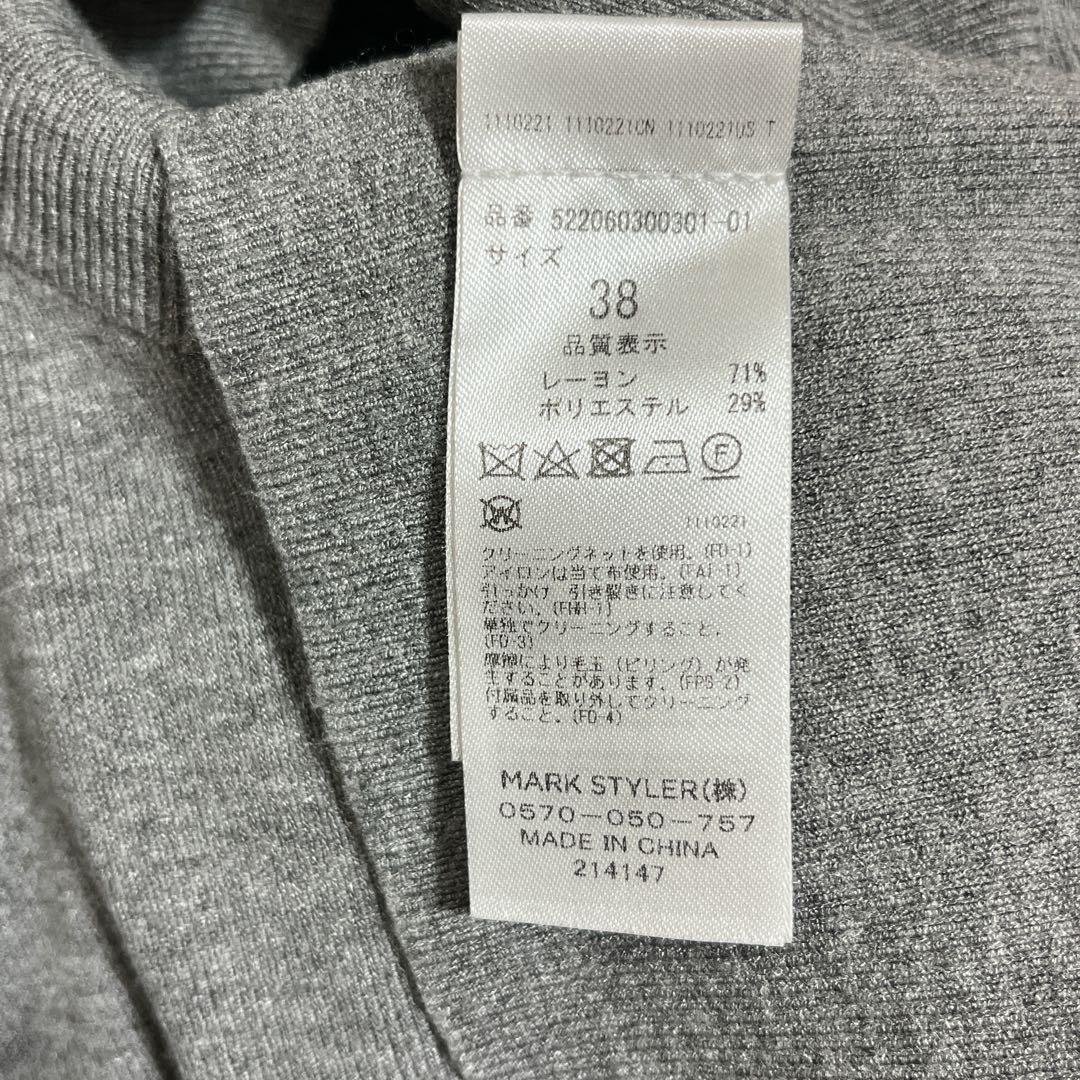 1110221 1110221CN 1110221US T
品番 522060300301-01
サイズ
38
品質表示
レーヨン 71%
ポリエステル 29%
F
W
1110221
クリーニングネットを使用。(FD-1)
アイロンは当て布使用。(FAI-1)
引っかけ 引き裂きに注意してく
ださい。(FHH-1)
単独でクリーニングすること。
(FD-3)
摩擦により毛玉(ピリング)が発
生することがあります。(FPS-2)
付属品を取り外してクリーニング
すること。(FD-4)
MARK STYLER(株)
0570-050-757
MADE IN CHINA
214147